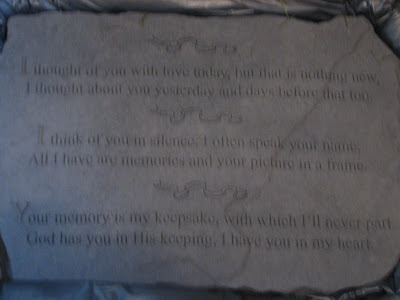 I thought of you with love today, but that is nothing new,
I thought about you yesterday and days before that too.
I think of you in silence, I often speak your name,
All I have are memories and your picture in a frame.
Your memory is my keepsake, with which I'll never part
God has you in His keeping, I have you in my heart.